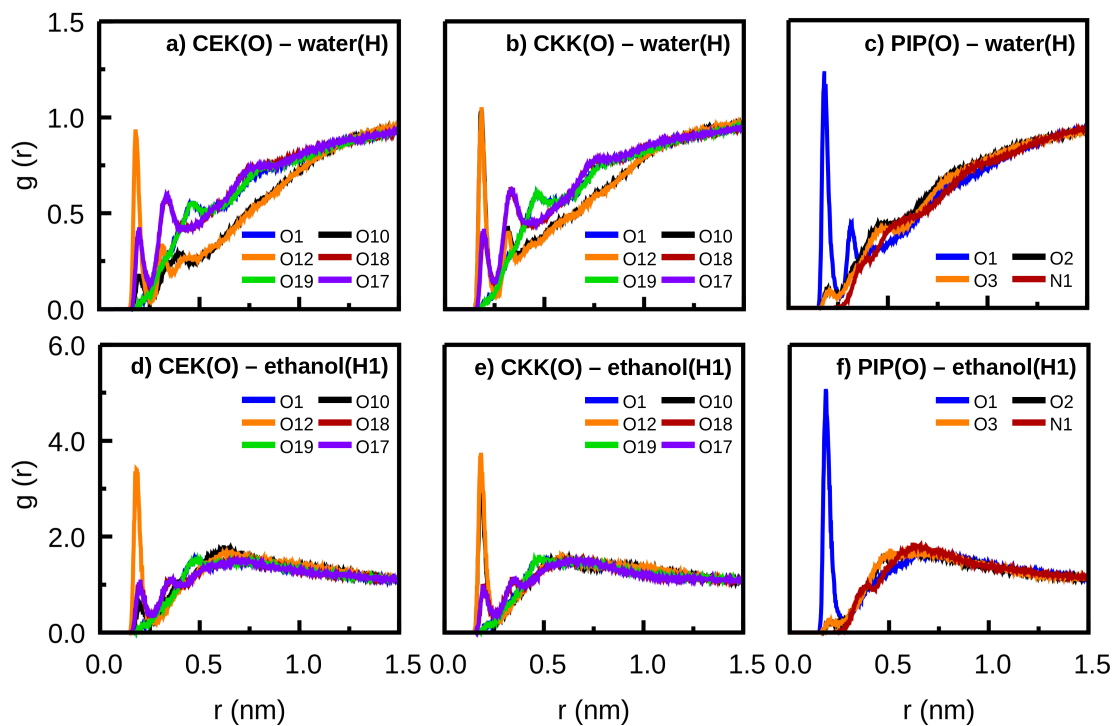 a) CEK(O) – water(H)
b) CKK(O) – water(H)
c) PIP(O) – water(H)
1.5
1.0
0.5
0.0
g (r)
O1 O10
O12 O18
O19 O17
O1 O10
O12 O18
O19 O17
O1 O2
O3 N1
d) CEK(O) – ethanol(H1)
e) CKK(O) – ethanol(H1)
f) PIP(O) – ethanol(H1)
6.0
4.0
2.0
0.0
g (r)
O1 O10
O12 O18
O19 O17
O1 O10
O12 O18
O19 O17
O1 O2
O3 N1
0.0 0.5 1.0 1.5
0.5 1.0 1.5
0.0 0.5 1.0 1.5
r (nm)
r (nm)
r (nm)